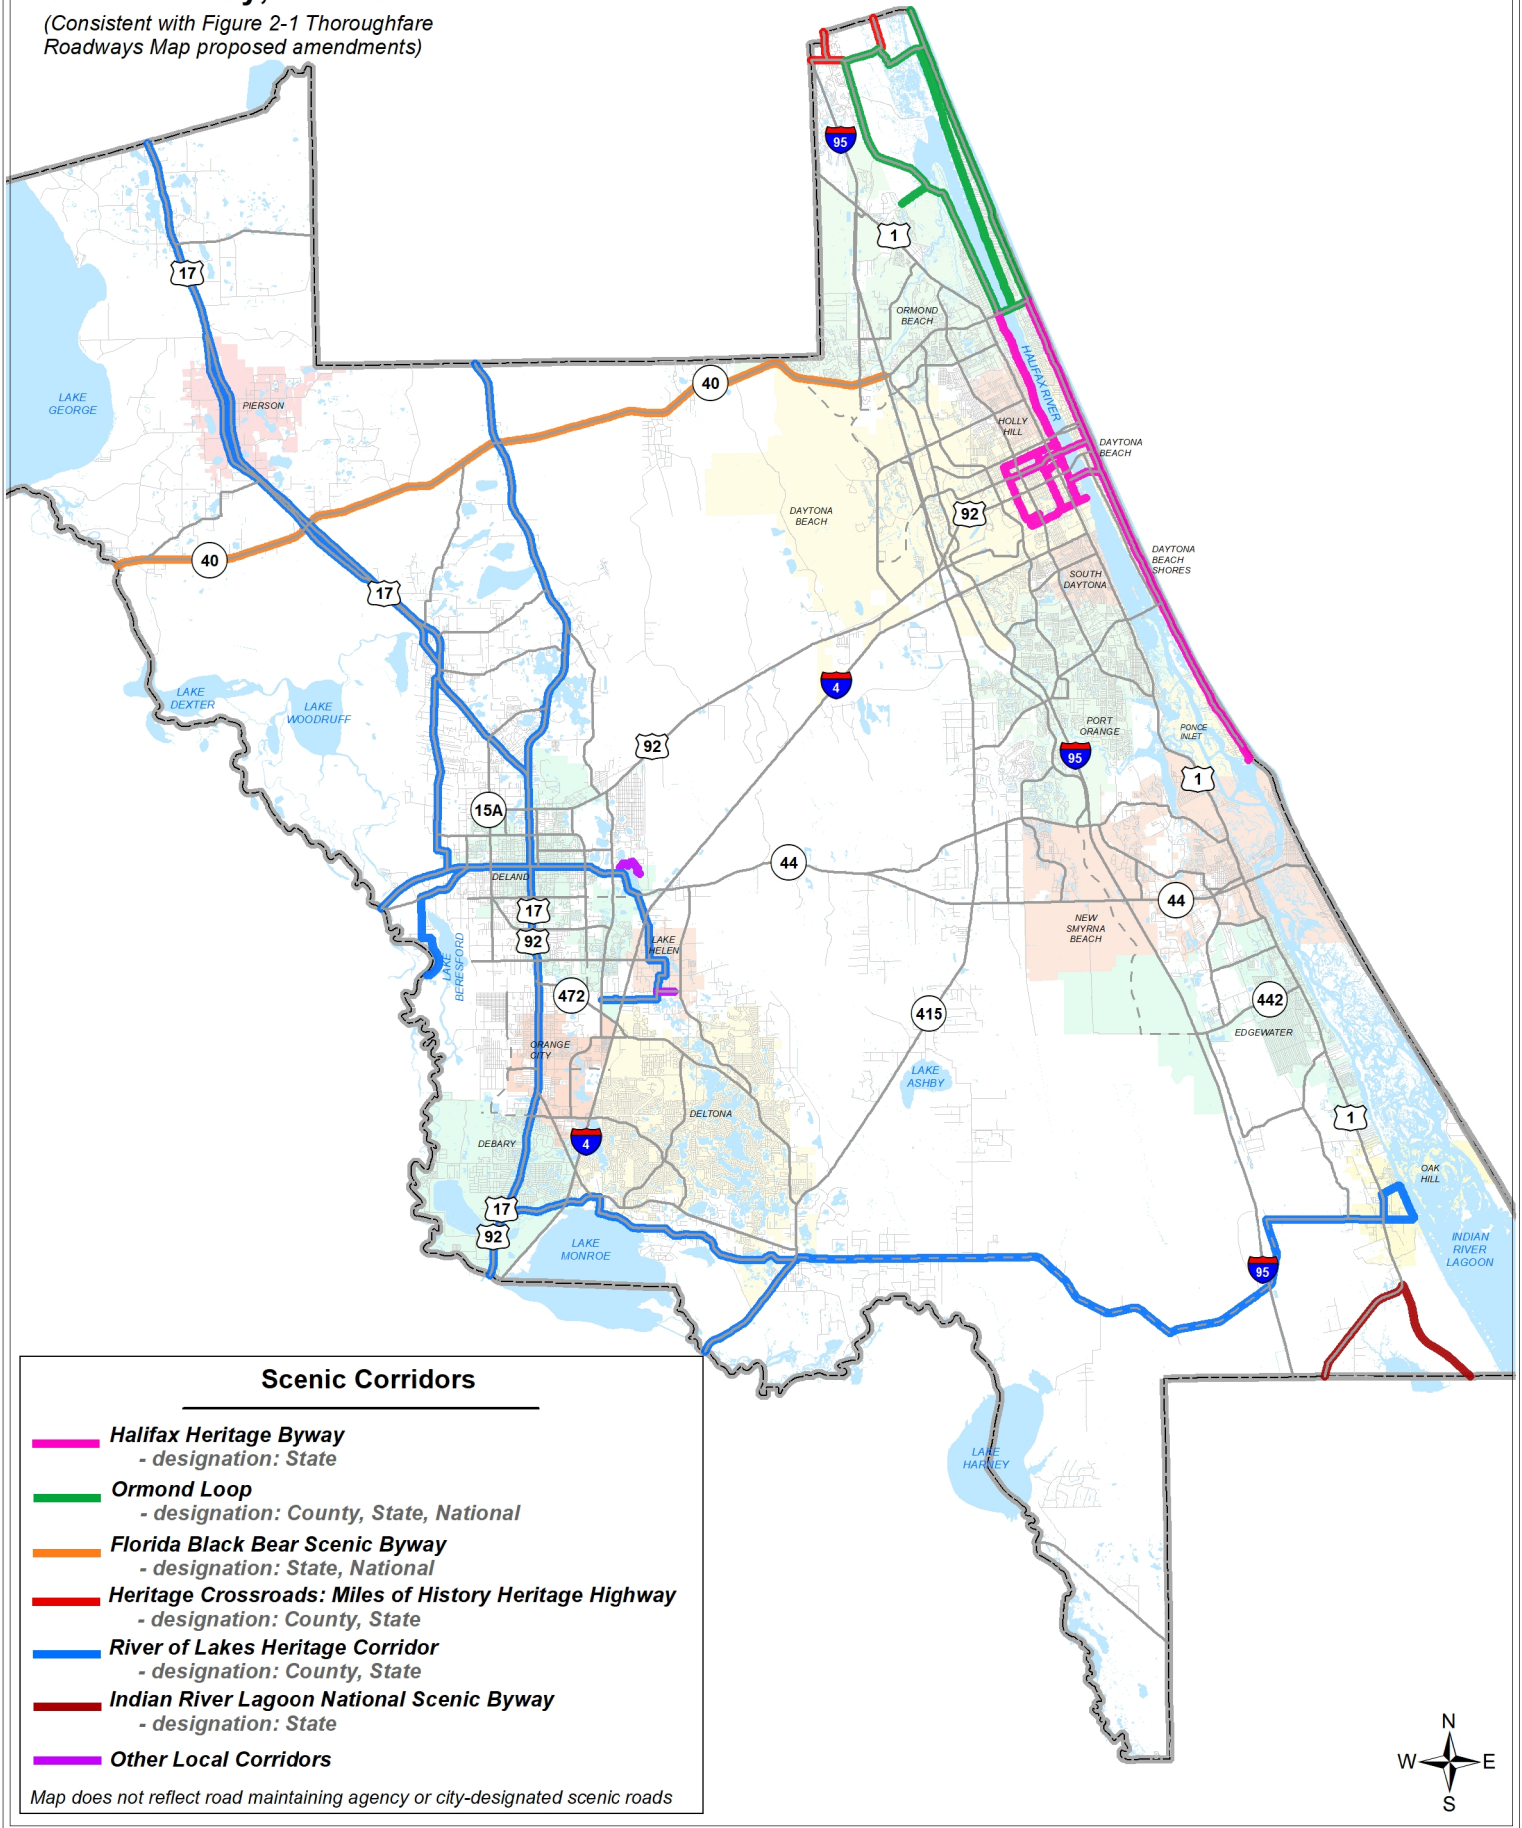 (Consistent with Figure 2-1 Thoroughfare
Roadways Map proposed amendments)
95
17
1
ORMOND
BEACH
HALIFAX RIVER
LAKE
GEORGE
PIERSON
40
HOLLY
HILL
DAYTONA
BEACH
DAYTONA
BEACH
92
40
DAYTONA
BEACH
SHORES
SOUTH
DAYTONA
17
LAKE
DEXTER
LAKE
WOODRUFF
4
92
PORT
ORANGE
PONCE
INLET
95
1
15A
44
DELAND
44
17
92
LAKE
HELEN
NEW
SMYRNA
BEACH
LAKE
BERESFORD
472
415
442
EDGEWATER
ORANGE
CITY
LAKE
ASHBY
DELTONA
1
DEBARY
4
OAK
HILL
17
92
LAKE
MONROE
INDIAN
RIVER
LAGOON
95
LAKE
HARNEY
Scenic Corridors
Halifax Heritage Byway
- designation: State
Ormond Loop
- designation: County, State, National
Florida Black Bear Scenic Byway
- designation: State, National
Heritage Crossroads: Miles of History Heritage Highway
- designation: County, State
River of Lakes Heritage Corridor
- designation: County, State
Indian River Lagoon National Scenic Byway
- designation: State
Other Local Corridors
Map does not reflect road maintaining agency or city-designated scenic roads
N
W E
S